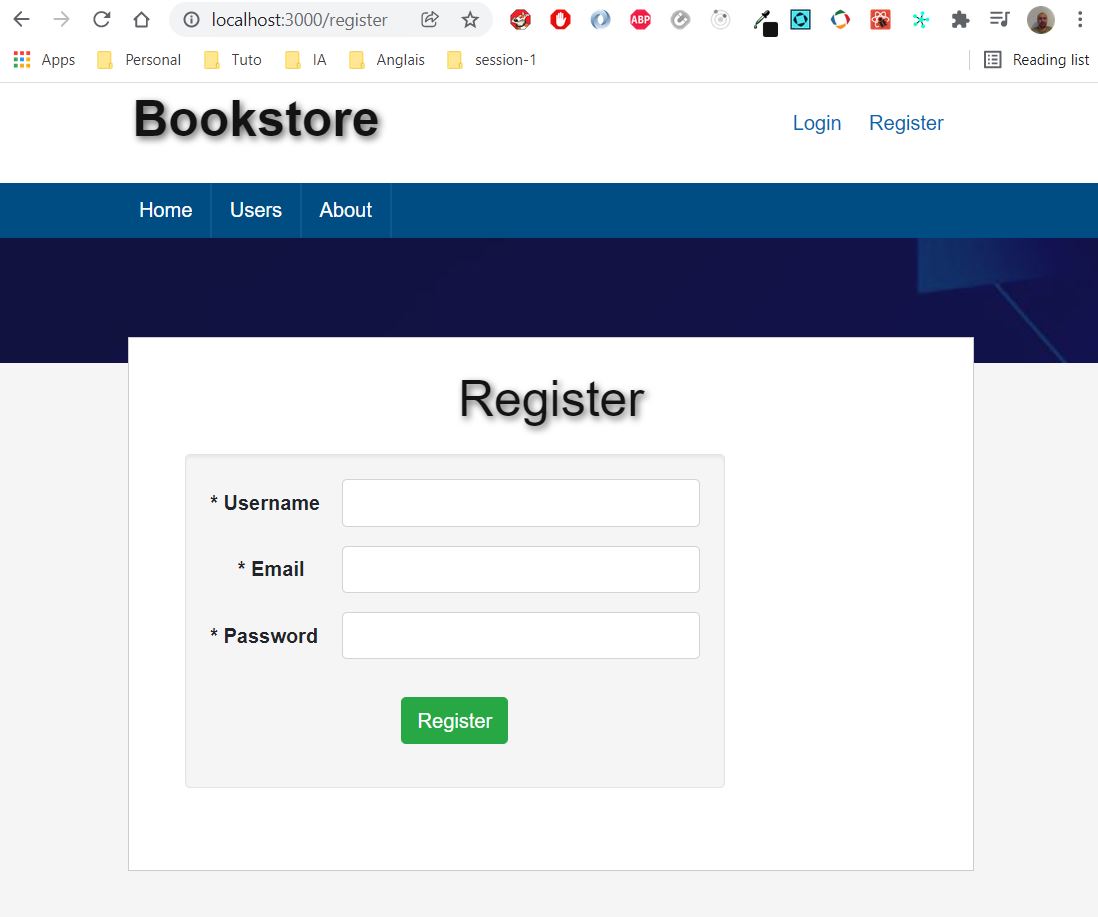 localhost:3000/register
ABP
Apps Personal Tuto IA Anglais session-1 Reading list
Bookstore
Login Register
Home Users About
Register
* Username
* Email
* Password
Register